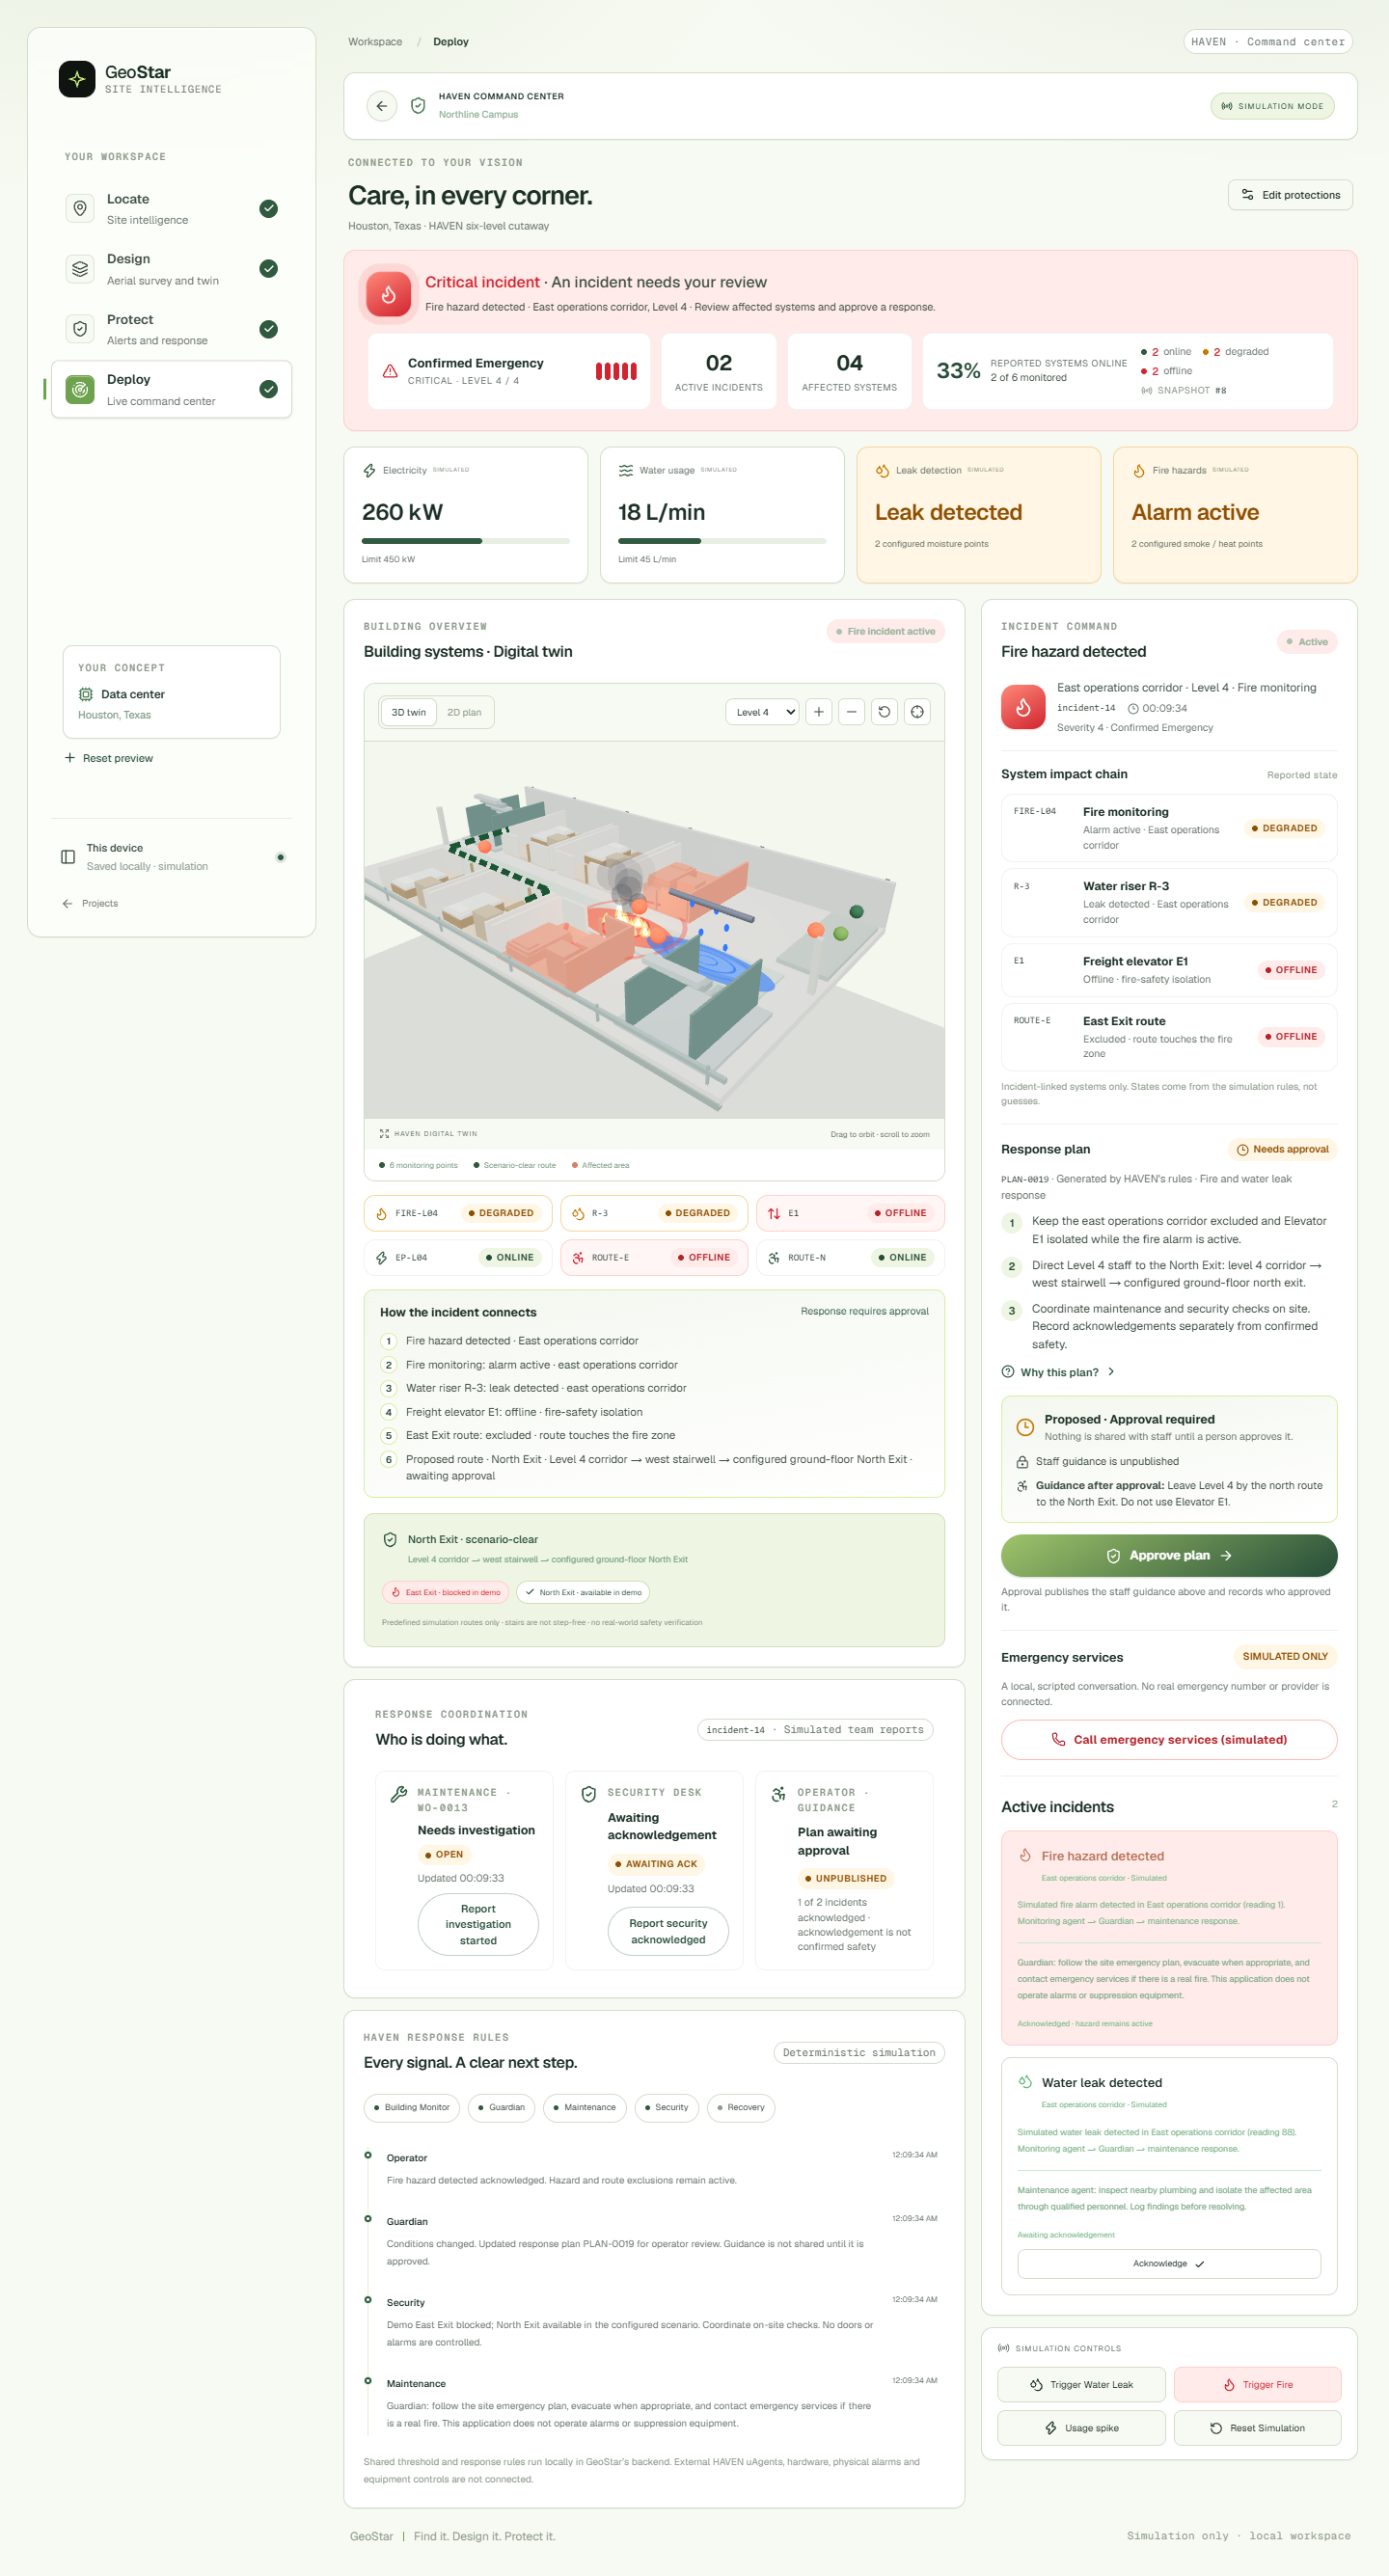 GeoStar
SITE INTELLIGENCE
YOUR WORKSPACE
Locate
Site intelligence
Design
Aerial survey and twin
Protect
Alerts and response
Deploy
Live command center
YOUR CONCEPT
Data center
Houston, Texas
Reset preview
This device
Saved locally · simulation
Projects
Workspace / Deploy
HAVEN · Command center
HAVEN COMMAND CENTER
Northline Campus
SIMULATION MODE
CONNECTED TO YOUR VISION
Care, in every corner.
Houston, Texas · HAVEN six-level cutaway
Edit protections
Critical incident · An incident needs your review
Fire hazard detected · East operations corridor, Level 4 · Review affected systems and approve a response.
Confirmed Emergency
CRITICAL · LEVEL 4 / 4
02
ACTIVE INCIDENTS
04
AFFECTED SYSTEMS
33%
REPORTED SYSTEMS ONLINE
2 of 6 monitored
2 online
2 degraded
2 offline
SNAPSHOT #8
Electricity SIMULATED
260 kW
Limit 450 kW
Water usage SIMULATED
18 L/min
Limit 45 L/min
Leak detection SIMULATED
Leak detected
2 configured moisture points
Fire hazards SIMULATED
Alarm active
2 configured smoke / heat points
BUILDING OVERVIEW
Building systems · Digital twin
Fire incident active
3D twin
2D plan
Level 4
HAVEN DIGITAL TWIN
Drag to orbit · scroll to zoom
6 monitoring points
Scenario-clear route
Affected area
FIRE-L04
DEGRADED
R-3
DEGRADED
E1
OFFLINE
EP-L04
ONLINE
ROUTE-E
OFFLINE
ROUTE-N
ONLINE
How the incident connects
Response requires approval
1 Fire hazard detected · East operations corridor
2 Fire monitoring: alarm active · east operations corridor
3 Water riser R-3: leak detected · east operations corridor
4 Freight elevator E1: offline · fire-safety isolation
5 East Exit route: excluded · route touches the fire zone
6 Proposed route · North Exit · Level 4 corridor → west stairwell → configured ground-floor North Exit ·
awaiting approval
North Exit · scenario-clear
Level 4 corridor → west stairwell → configured ground-floor North Exit
East Exit · blocked in demo
North Exit · available in demo
Predefined simulation routes only · stairs are not step-free · no real-world safety verification
RESPONSE COORDINATION
Who is doing what.
incident-14 · Simulated team reports
MAINTENANCE ·
WO-0013
Needs investigation
OPEN
Updated 00:09:33
Report
investigation
started
SECURITY DESK
Awaiting
acknowledgement
AWAITING ACK
Updated 00:09:33
Report security
acknowledged
OPERATOR ·
GUIDANCE
Plan awaiting
approval
UNPUBLISHED
1 of 2 incidents
acknowledged ·
acknowledgement is not
confirmed safety
HAVEN RESPONSE RULES
Every signal. A clear next step.
Deterministic simulation
Building Monitor
Guardian
Maintenance
Security
Recovery
Operator
12:09:34 AM
Fire hazard detected acknowledged. Hazard and route exclusions remain active.
Guardian
12:09:34 AM
Conditions changed. Updated response plan PLAN-0019 for operator review. Guidance is not shared until it is
approved.
Security
12:09:34 AM
Demo East Exit blocked; North Exit available in the configured scenario. Coordinate on-site checks. No doors or
alarms are controlled.
Maintenance
12:09:34 AM
Guardian: follow the site emergency plan, evacuate when appropriate, and contact emergency services if there
is a real fire. This application does not operate alarms or suppression equipment.
Shared threshold and response rules run locally in GeoStar's backend. External HAVEN uAgents, hardware, physical alarms and
equipment controls are not connected.
INCIDENT COMMAND
Fire hazard detected
Active
East operations corridor · Level 4 · Fire monitoring
incident-14 00:09:34
Severity 4 · Confirmed Emergency
System impact chain
Reported state
FIRE-L04
Fire monitoring
Alarm active · East operations
corridor
DEGRADED
R-3
Water riser R-3
Leak detected · East operations
corridor
DEGRADED
E1
Freight elevator E1
Offline · fire-safety isolation
OFFLINE
ROUTE-E
East Exit route
Excluded · route touches the fire
zone
OFFLINE
Incident-linked systems only. States come from the simulation rules, not
guesses.
Response plan
Needs approval
PLAN-0019 · Generated by HAVEN's rules · Fire and water leak
response
1 Keep the east operations corridor excluded and Elevator
E1 isolated while the fire alarm is active.
2 Direct Level 4 staff to the North Exit: level 4 corridor →
west stairwell → configured ground-floor north exit.
3 Coordinate maintenance and security checks on site.
Record acknowledgements separately from confirmed
safety.
Why this plan?
Proposed · Approval required
Nothing is shared with staff until a person approves it.
Staff guidance is unpublished
Guidance after approval: Leave Level 4 by the north route
to the North Exit. Do not use Elevator E1.
Approve plan
Approval publishes the staff guidance above and records who approved
it.
Emergency services
SIMULATED ONLY
A local, scripted conversation. No real emergency number or provider is
connected.
Call emergency services (simulated)
Active incidents
2
Fire hazard detected
East operations corridor · Simulated
Simulated fire alarm detected in East operations corridor (reading 1).
Monitoring agent → Guardian → maintenance response.
Guardian: follow the site emergency plan, evacuate when appropriate, and
contact emergency services if there is a real fire. This application does not
operate alarms or suppression equipment.
Acknowledged · hazard remains active
Water leak detected
East operations corridor · Simulated
Simulated water leak detected in East operations corridor (reading 88).
Monitoring agent → Guardian → maintenance response.
Maintenance agent: inspect nearby plumbing and isolate the affected area
through qualified personnel. Log findings before resolving.
Awaiting acknowledgement
Acknowledge
SIMULATION CONTROLS
Trigger Water Leak
Trigger Fire
Usage spike
Reset Simulation
GeoStar | Find it. Design it. Protect it.
Simulation only · local workspace